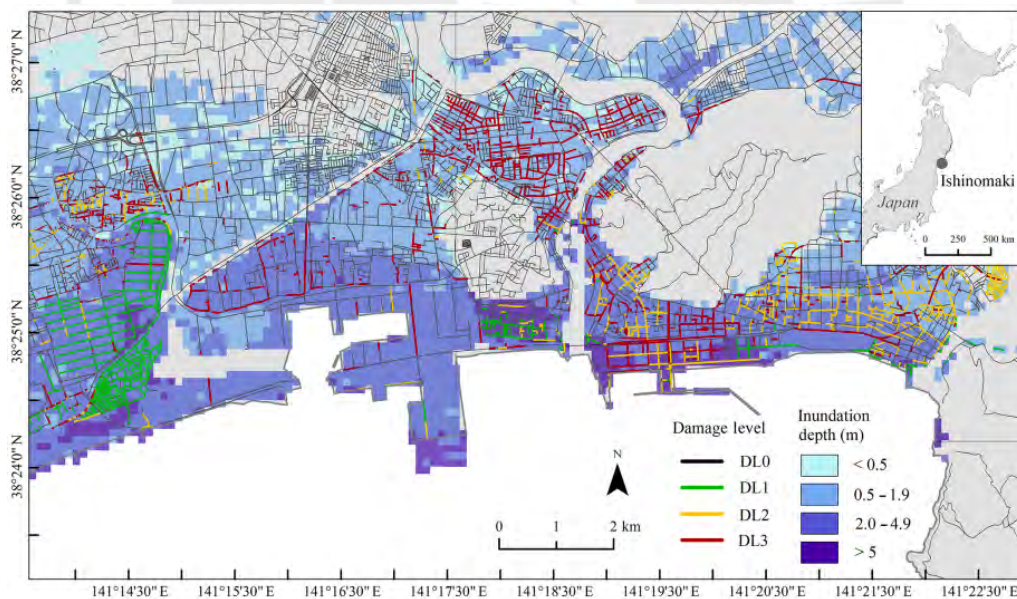 38°27'0" N
38°26'0" N
38°25'0" N
38°24'0" N
Ishinomaki
Japan
0 250 500 km
Damage level
DL0
DL1
DL2
DL3
Inundation
depth (m)
< 0.5
0.5 – 1.9
2.0 – 4.9
> 5
N
0 1 2 km
141°14'30" E 141°15'30" E 141°16'30" E 141°17'30" E 141°18'30" E 141°19'30" E 141°20'30" E 141°21'30" E 141°22'30" E